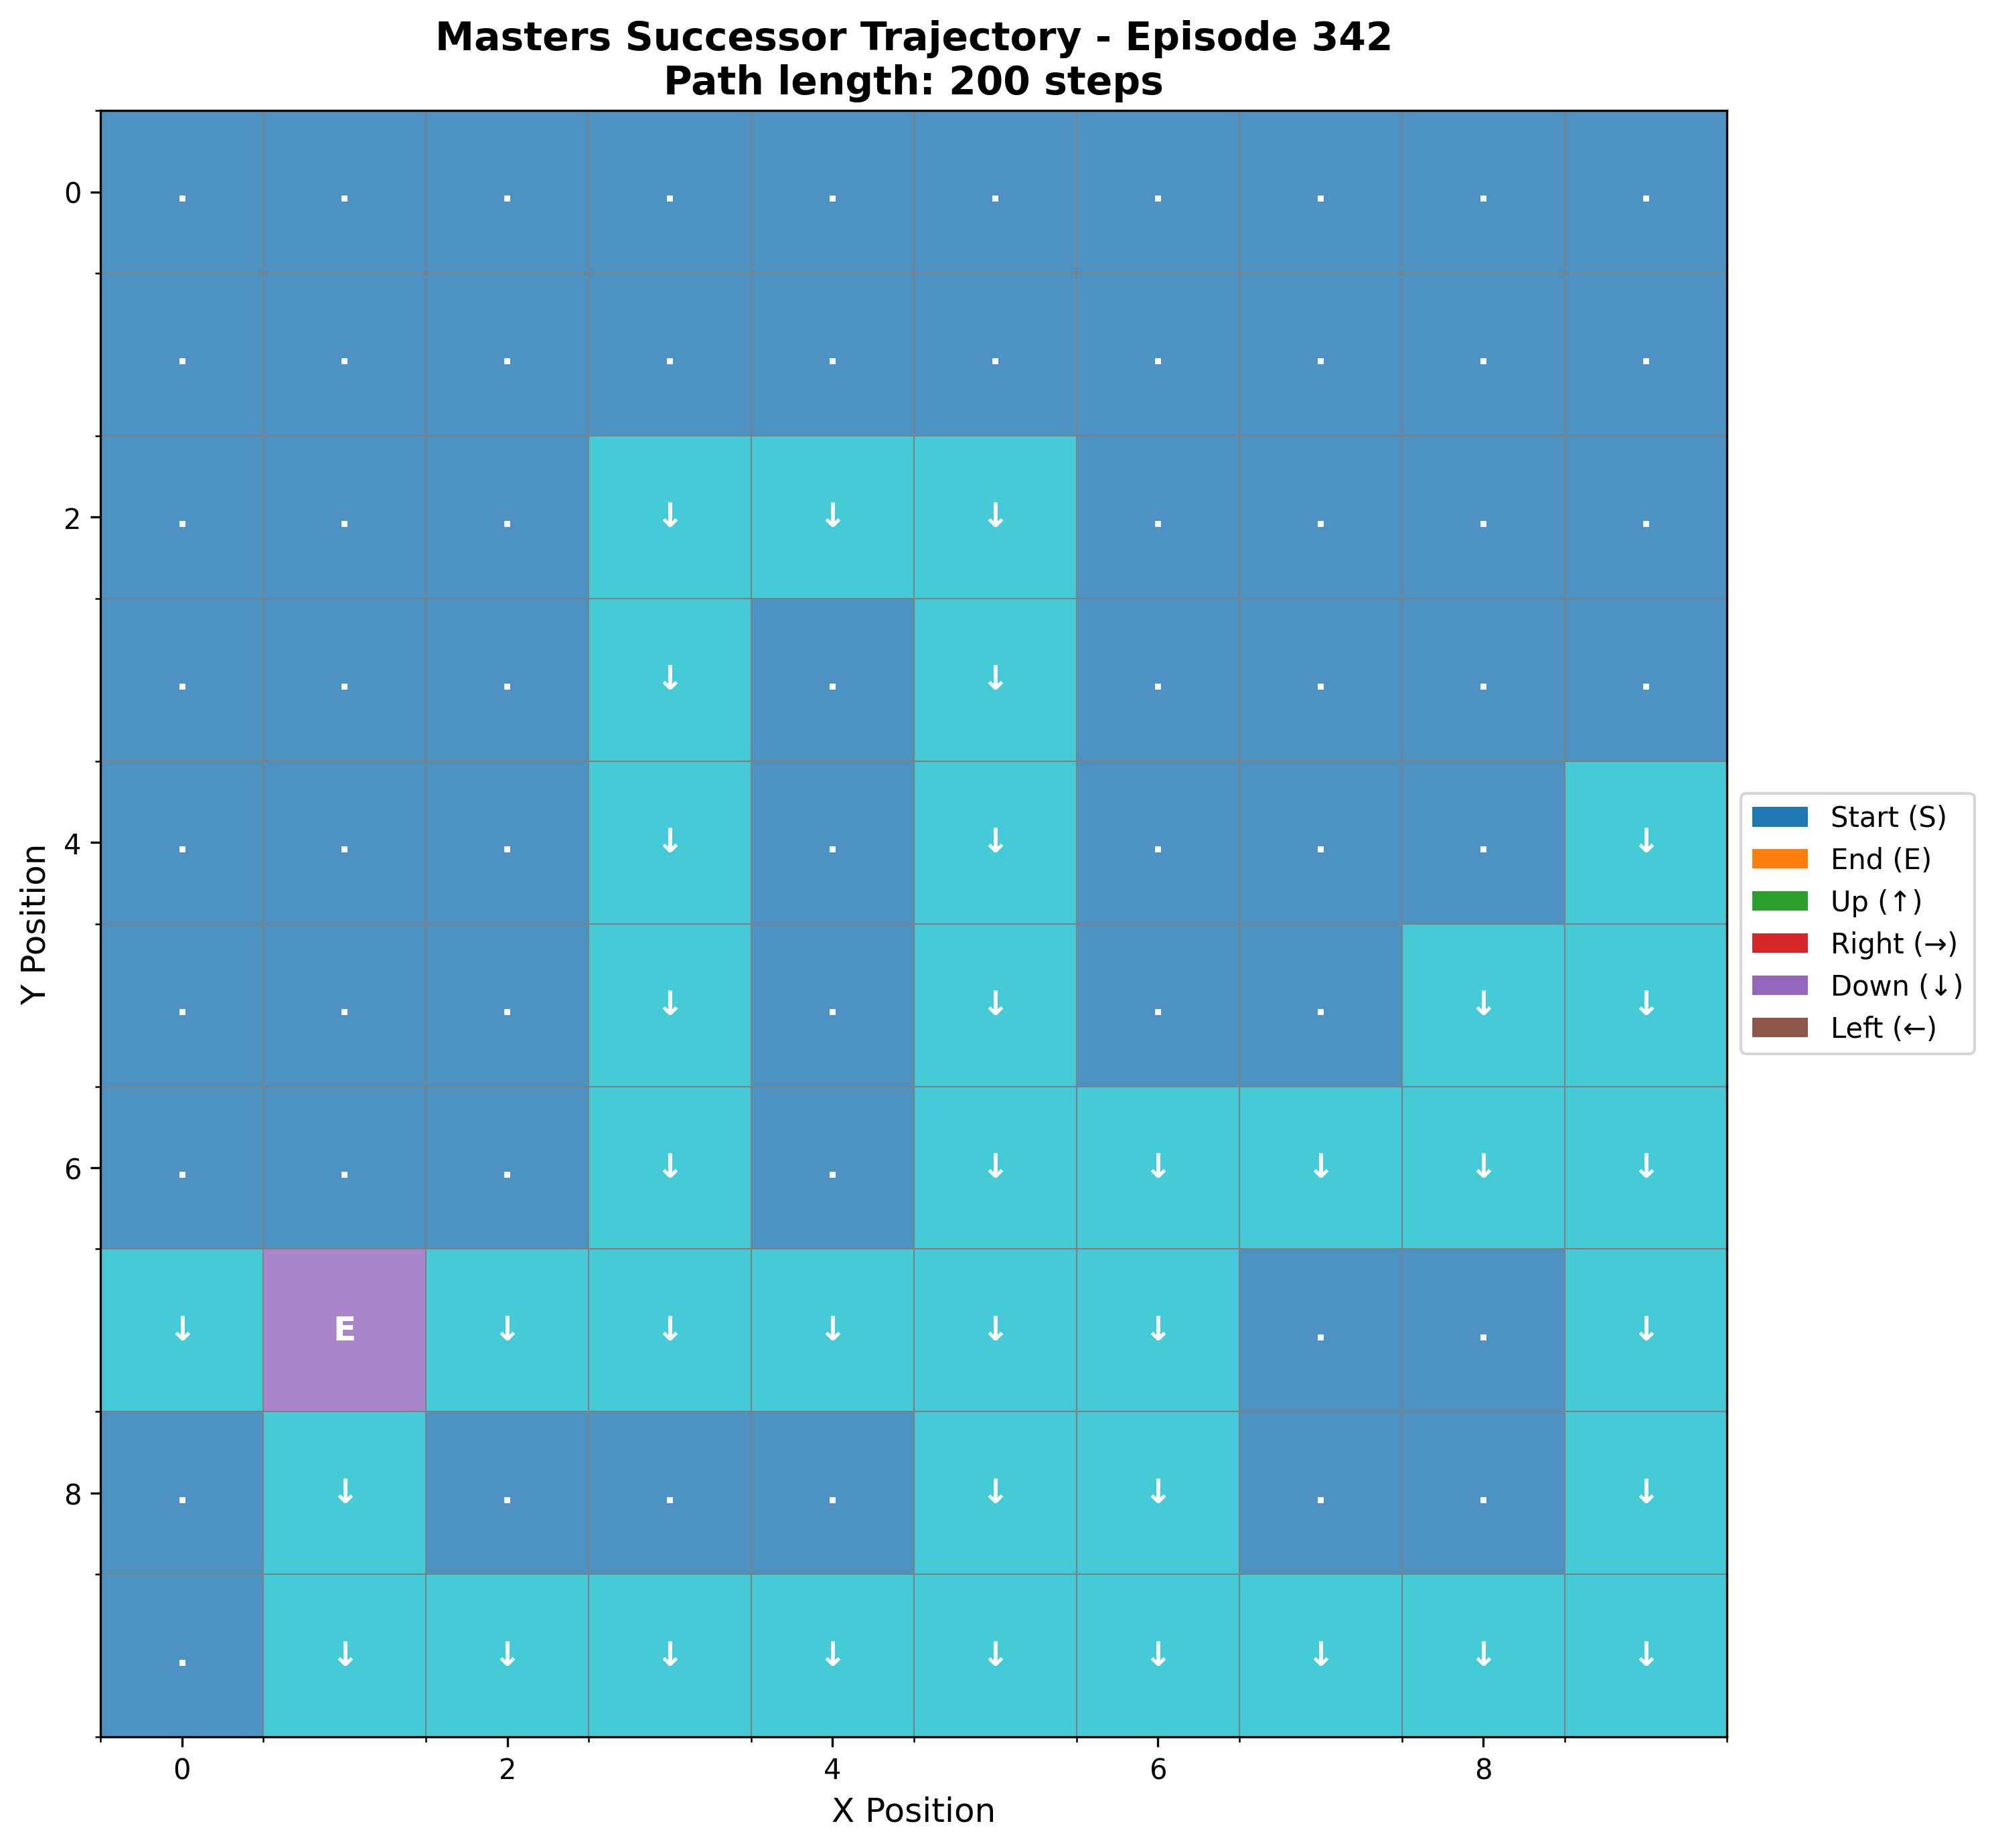 Masters Successor Trajectory - Episode 342
Path length: 200 steps
0 . . . . . . . . . .
. . . . . . . . . .
2 . . . ↓ ↓ ↓ . . . .
. . . ↓ . ↓ . . . .
4 . . . ↓ . ↓ . . . ↓
. . . ↓ . ↓ . . ↓ ↓
6 . . . ↓ . ↓ ↓ ↓ ↓ ↓
↓ E ↓ ↓ ↓ ↓ ↓ . . ↓
8 . ↓ . . . ↓ ↓ . . ↓
. ↓ ↓ ↓ ↓ ↓ ↓ ↓ ↓ ↓
0 2 4 6 8
X Position
Y Position
Start (S)
End (E)
Up (↑)
Right (→)
Down (↓)
Left (←)